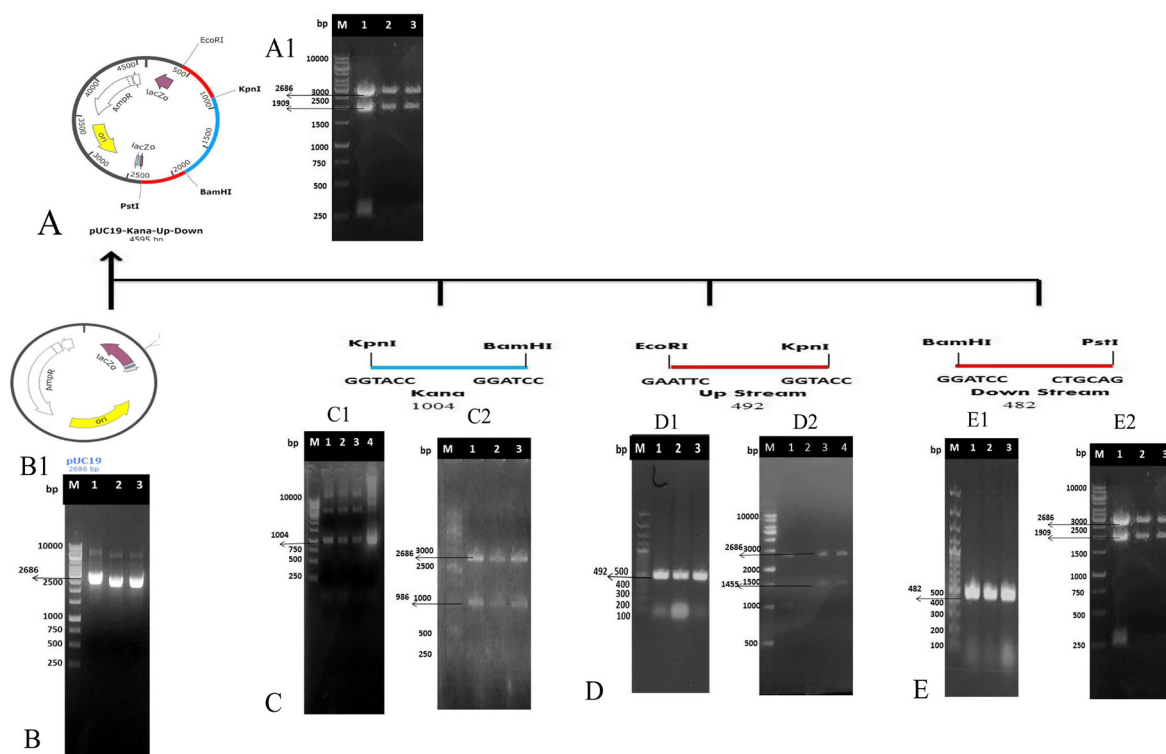 A
EcoRI
KpnI
BamHI
PstI
500
1000
1500
2000
2500
3000
3500
4000
4500
AmpR
lacZα
ori
lacZα
pUC19-Kana-Up-Down
4595 bp
A1
bp M 1 2 3
10000
2686
3000
2500
1909
1500
1000
750
500
250
AmpR
lacZα
ori
B1
pUC19
2686 bp
bp M 1 2 3
10000
2686
2500
1000
750
500
250
B
KpnI BamHI
GGTACC GGATCC
Kana
1004
C1
bp M 1 2 3 4
10000
1004
750
500
250
C
C2
bp M 1 2 3
2686 3000
2500
986 1000
500
250
EcoRI KpnI
GAATTC GGTACC
Up Stream
492
D1
bp M 1 2 3
492 500
400
300
200
100
D
D2
bp M 1 2 3 4
10000
2686 3000
2000
1500
1455
1000
500
BamHI PstI
GGATCC CTGCAG
Down Stream
482
E1
bp M 1 2 3
482
500
400
300
200
100
E
E2
bp M 1 2 3
10000
2686
3000
2500
1909
1500
1000
750
500
250